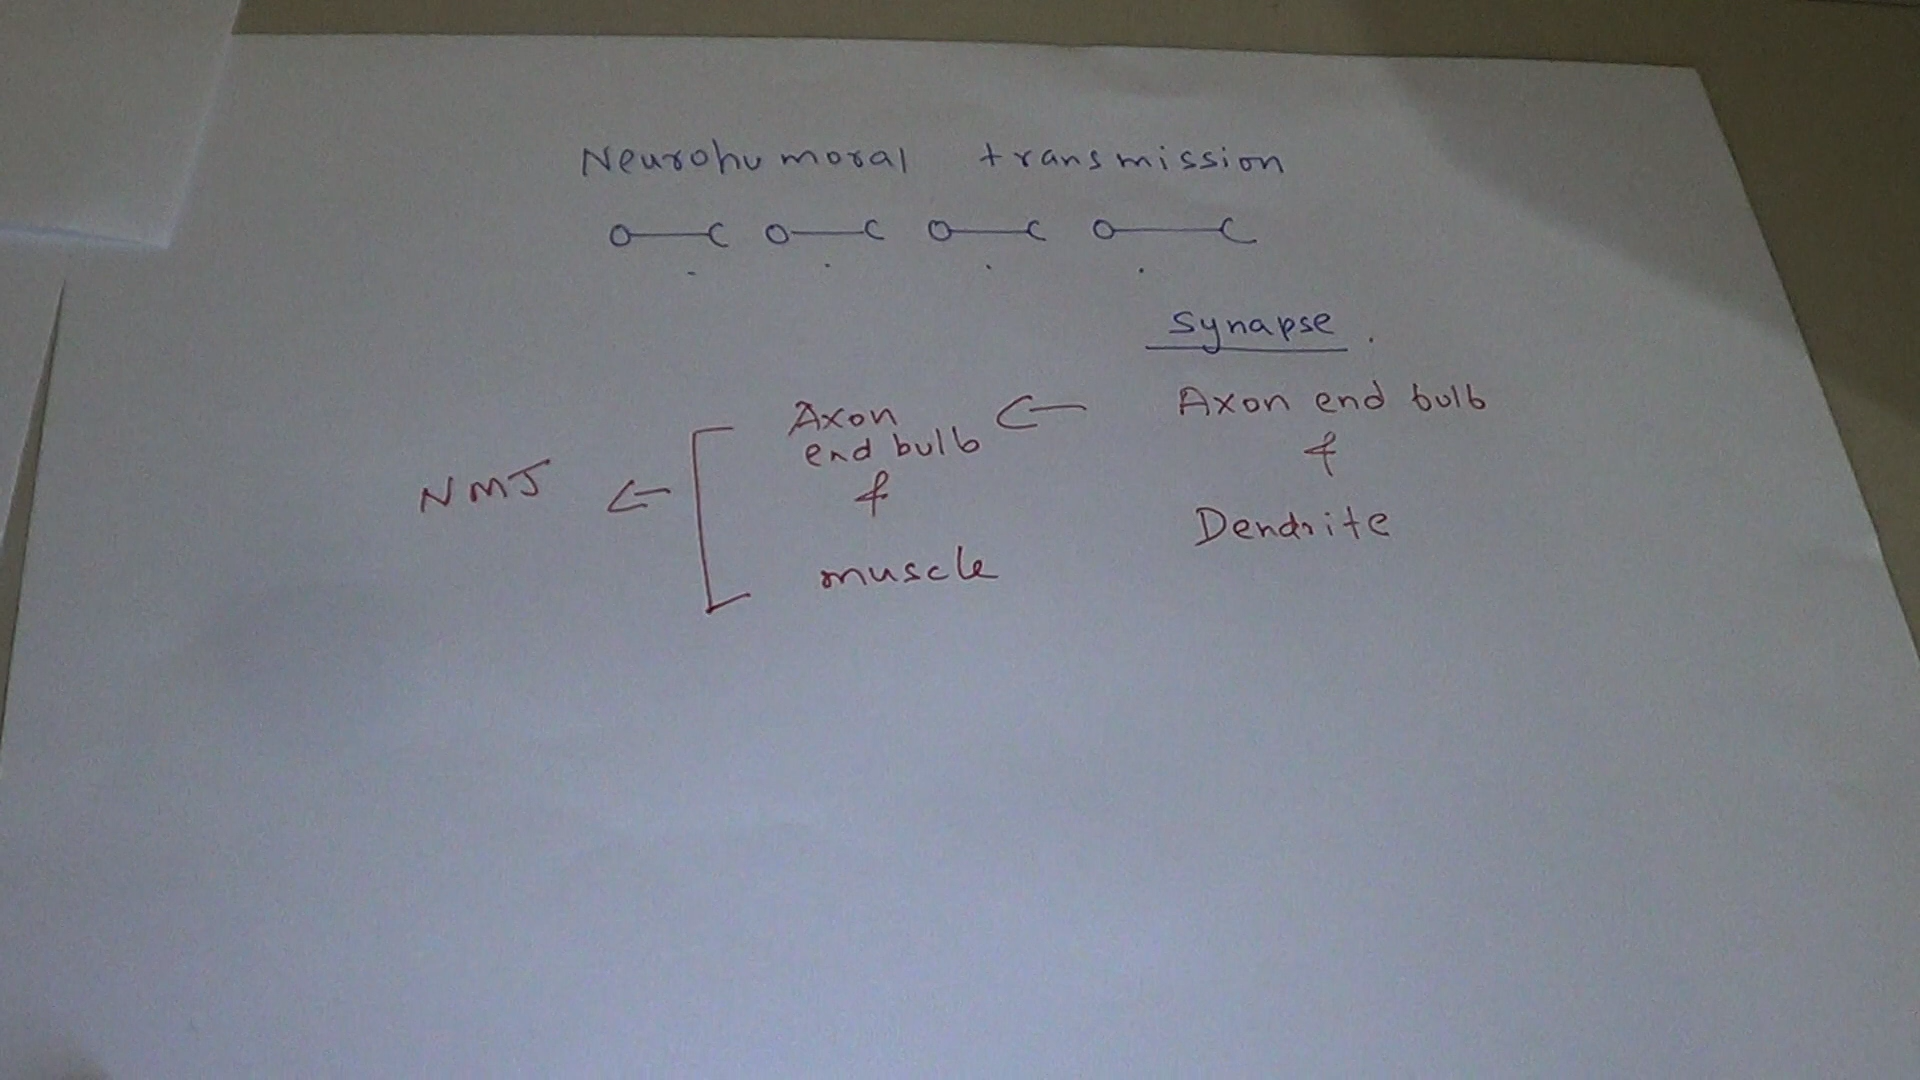 Neurohumoral transmission
Synapse.
Axon end bulb
&
Dendrite
Axon
end bulb
&
muscle
NMJ